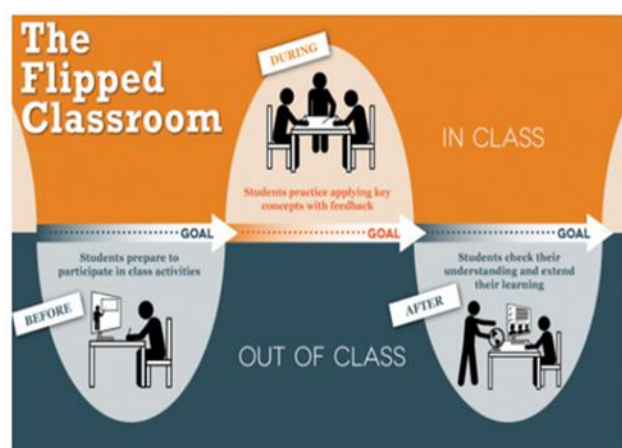 The
Flipped
Classroom
DURING
IN CLASS
Students practice applying key
concepts with feedback
GOAL
GOAL
GOAL
Students prepare to
participate in class activities
BEFORE
Students check their
understanding and extend
their learning
AFTER
OUT OF CLASS